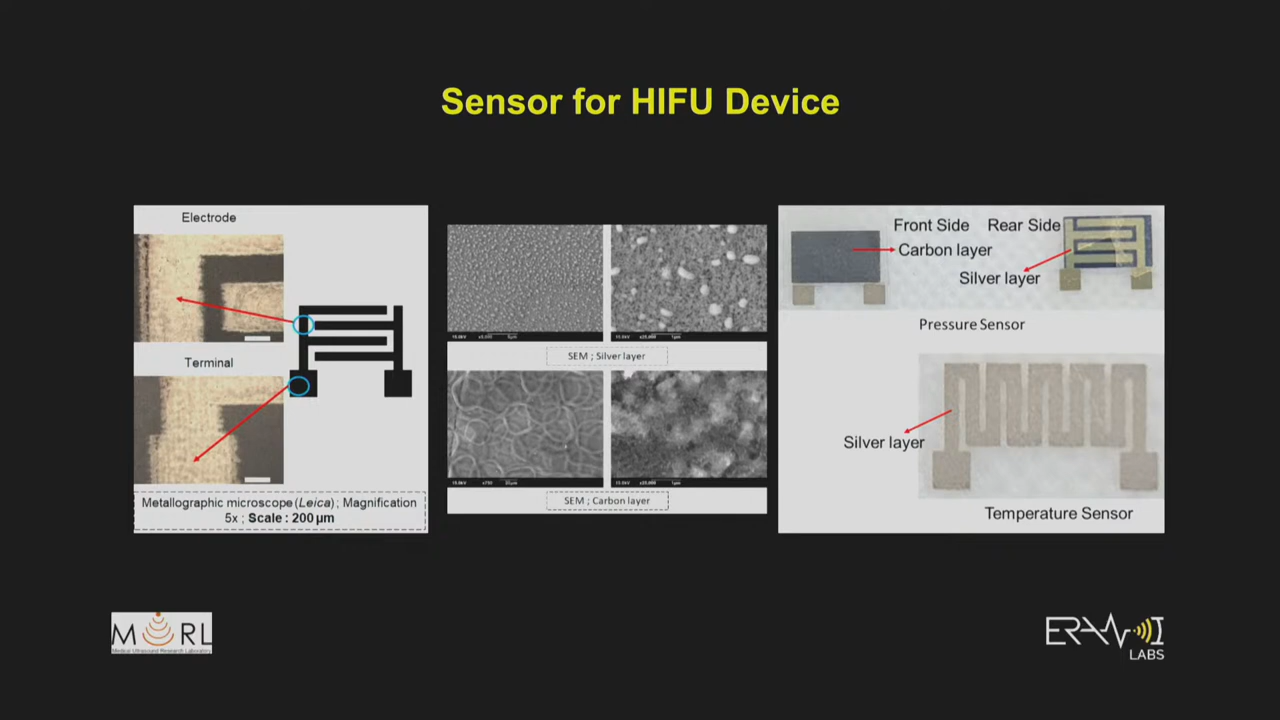 Sensor for HIFU Device
Electrode
Terminal
Metallographic microscope (Leica) ; Magnification
5x ; Scale : 200 µm
SEM ; Silver layer
SEM ; Carbon layer
Front Side
Rear Side
Carbon layer
Silver layer
Pressure Sensor
Silver layer
Temperature Sensor
Medical Ultrasound Research Laboratory
LABS